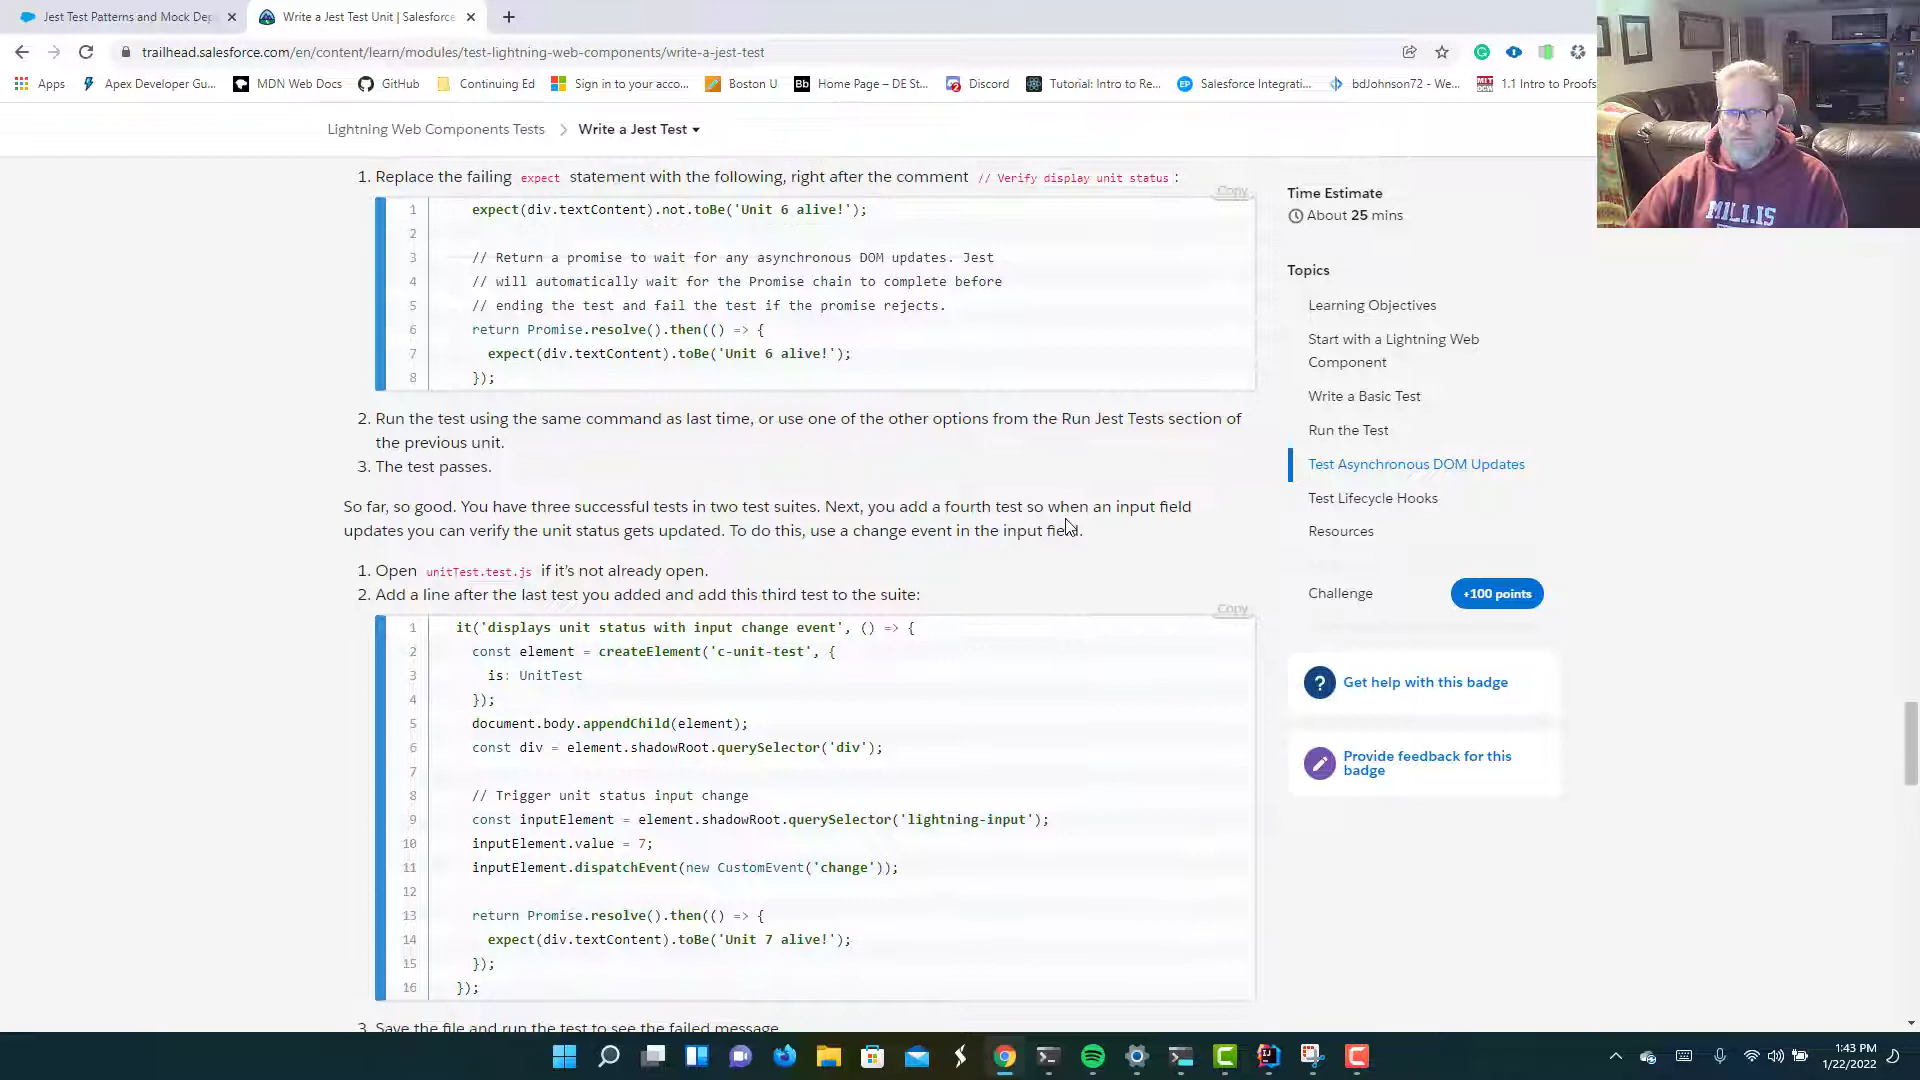 Jest Test Patterns and Mock Dep
Write a Jest Test Unit | Salesforce
trailhead.salesforce.com/en/content/learn/modules/test-lightning-web-components/write-a-jest-test
Apps
Apex Developer Gu...
MDN Web Docs
GitHub
Continuing Ed
Sign in to your acco...
Boston U
Bb
Home Page – DE St...
Discord
Tutorial: Intro to Re...
EP
Salesforce Integrati...
bdJohnson72 - We...
1.1 Intro to Proofs
Lightning Web Components Tests
Write a Jest Test
1. Replace the failing expect statement with the following, right after the comment // Verify display unit status :
Copy
1 expect(div.textContent).not.toBe('Unit 6 alive!');
2
3 // Return a promise to wait for any asynchronous DOM updates. Jest
4 // will automatically wait for the Promise chain to complete before
5 // ending the test and fail the test if the promise rejects.
6 return Promise.resolve().then(() => {
7 expect(div.textContent).toBe('Unit 6 alive!');
8 });
2. Run the test using the same command as last time, or use one of the other options from the Run Jest Tests section of
the previous unit.
3. The test passes.
So far, so good. You have three successful tests in two test suites. Next, you add a fourth test so when an input field
updates you can verify the unit status gets updated. To do this, use a change event in the input field.
1. Open unitTest.test.js if it's not already open.
2. Add a line after the last test you added and add this third test to the suite:
Copy
1 it('displays unit status with input change event', () => {
2 const element = createElement('c-unit-test', {
3 is: UnitTest
4 });
5 document.body.appendChild(element);
6 const div = element.shadowRoot.querySelector('div');
7
8 // Trigger unit status input change
9 const inputElement = element.shadowRoot.querySelector('lightning-input');
10 inputElement.value = 7;
11 inputElement.dispatchEvent(new CustomEvent('change'));
12
13 return Promise.resolve().then(() => {
14 expect(div.textContent).toBe('Unit 7 alive!');
15 });
16 });
3. Save the file and run the test to see the failed message
Time Estimate
About 25 mins
Topics
Learning Objectives
Start with a Lightning Web
Component
Write a Basic Test
Run the Test
Test Asynchronous DOM Updates
Test Lifecycle Hooks
Resources
Challenge
+100 points
Get help with this badge
Provide feedback for this
badge
MILLIS
1:43 PM
1/22/2022